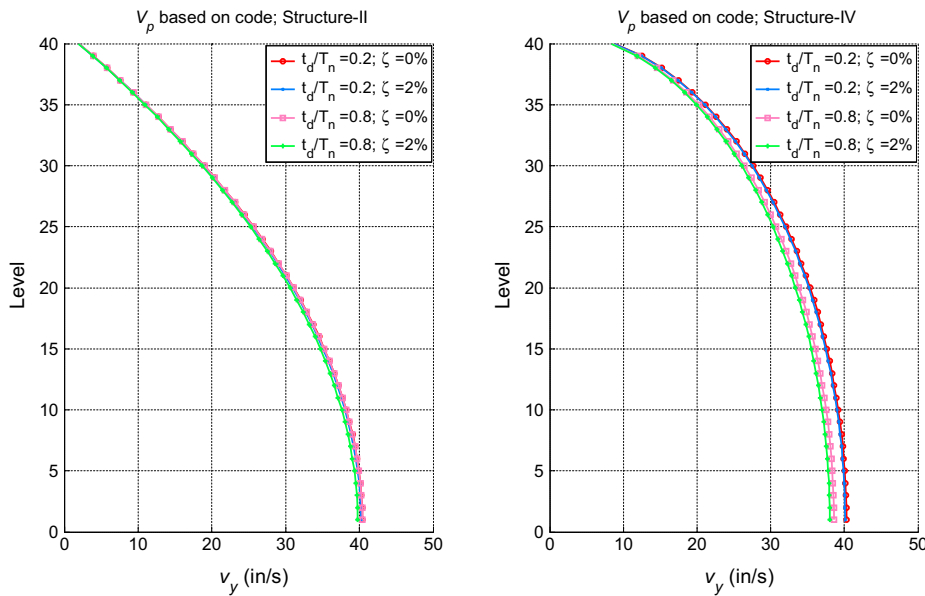 V_p based on code; Structure-II
t_d/T_n =0.2; ζ =0%
t_d/T_n =0.2; ζ =2%
t_d/T_n =0.8; ζ =0%
t_d/T_n =0.8; ζ =2%
Level
40
35
30
25
20
15
10
5
0
0 10 20 30 40 50
v_y (in/s)
V_p based on code; Structure-IV
t_d/T_n =0.2; ζ =0%
t_d/T_n =0.2; ζ =2%
t_d/T_n =0.8; ζ =0%
t_d/T_n =0.8; ζ =2%
Level
40
35
30
25
20
15
10
5
0
0 10 20 30 40 50
v_y (in/s)